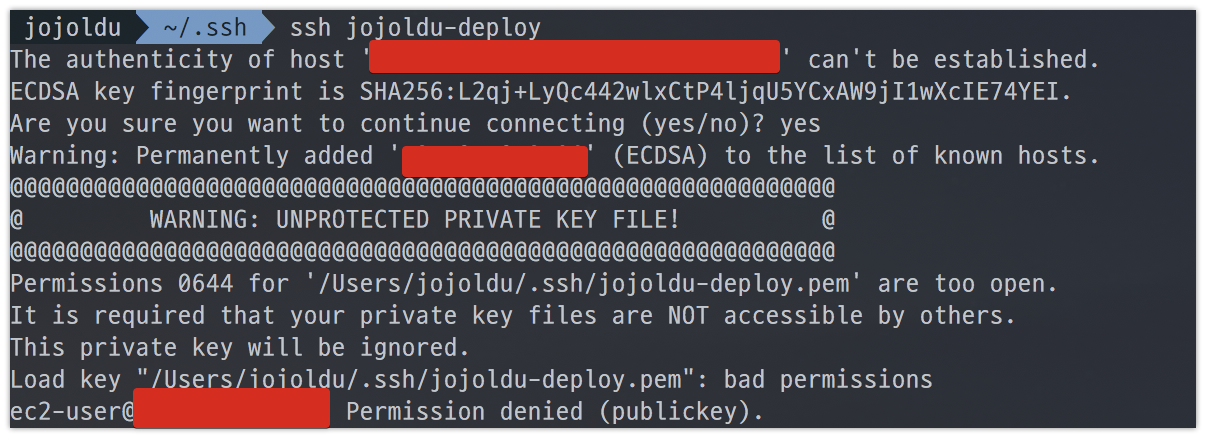 jojoldu ~/.ssh ssh jojoldu-deploy
The authenticity of host '' can't be established.
ECDSA key fingerprint is SHA256:L2qj+LyQc442wlxCtP4ljqU5YCxAW9jI1wXcIE74YEI.
Are you sure you want to continue connecting (yes/no)? yes
Warning: Permanently added '' (ECDSA) to the list of known hosts.
@@@@@@@@@@@@@@@@@@@@@@@@@@@@@@@@@@@@@@@@@@@@@@@@@@@@@@@@@@@
@         WARNING: UNPROTECTED PRIVATE KEY FILE!          @
@@@@@@@@@@@@@@@@@@@@@@@@@@@@@@@@@@@@@@@@@@@@@@@@@@@@@@@@@@@
Permissions 0644 for '/Users/jojoldu/.ssh/jojoldu-deploy.pem' are too open.
It is required that your private key files are NOT accessible by others.
This private key will be ignored.
Load key "/Users/jojoldu/.ssh/jojoldu-deploy.pem": bad permissions
ec2-user@ Permission denied (publickey).